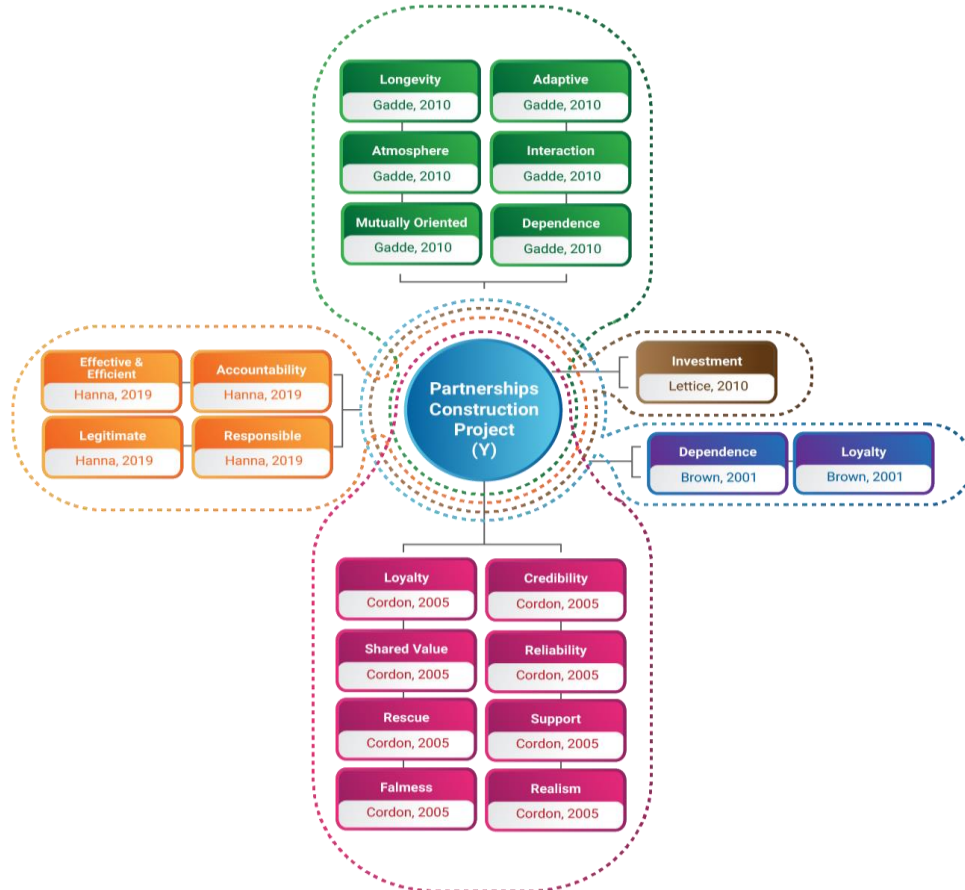 Longevity
Gadde, 2010
Adaptive
Gadde, 2010
Atmosphere
Gadde, 2010
Interaction
Gadde, 2010
Mutually Oriented
Gadde, 2010
Dependence
Gadde, 2010
Effective &
Efficient
Hanna, 2019
Accountability
Hanna, 2019
Legitimate
Hanna, 2019
Responsible
Hanna, 2019
Partnerships
Construction
Project
(Y)
Investment
Lettice, 2010
Dependence
Brown, 2001
Loyalty
Brown, 2001
Loyalty
Cordon, 2005
Credibility
Cordon, 2005
Shared Value
Cordon, 2005
Reliability
Cordon, 2005
Rescue
Cordon, 2005
Support
Cordon, 2005
Falmess
Cordon, 2005
Realism
Cordon, 2005